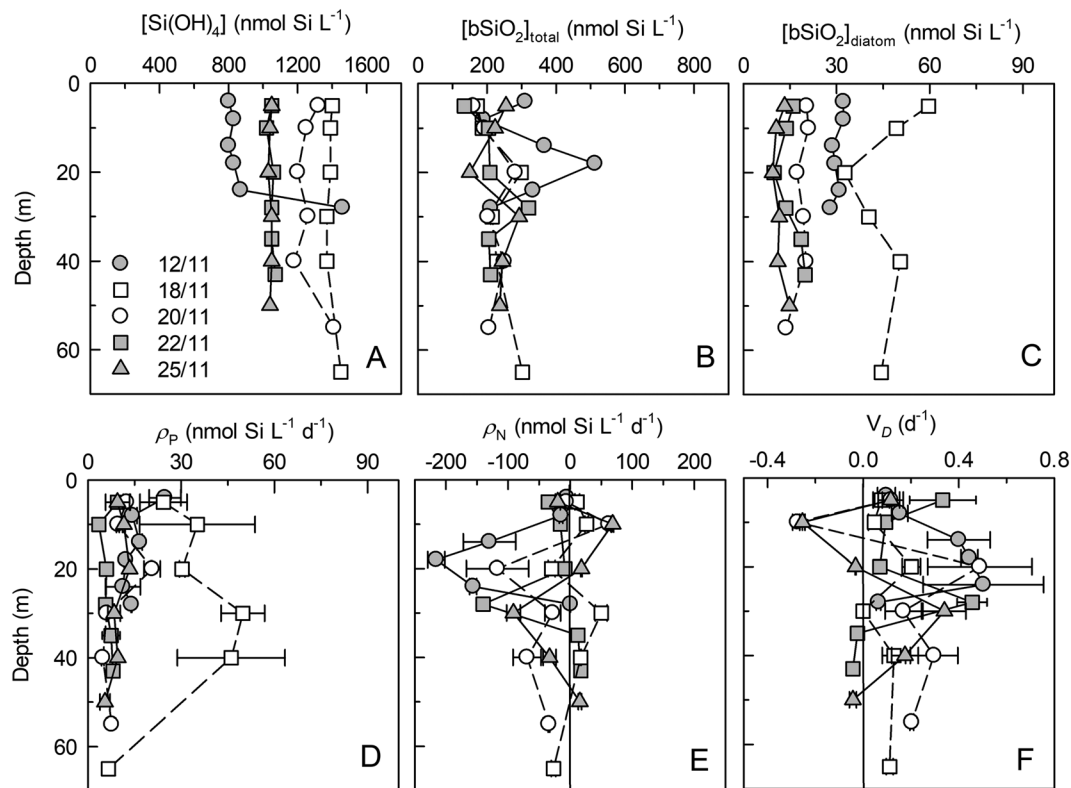 [Si(OH)₄] (nmol Si L⁻¹)
[bSiO₂]total (nmol Si L⁻¹)
[bSiO₂]diatom (nmol Si L⁻¹)
0 400 800 1200 1600
0 200 400 600 800
0 30 60 90
0
20
40
60
Depth (m)
12/11
18/11
20/11
22/11
25/11
A
B
C
ρP (nmol Si L⁻¹ d⁻¹)
ρN (nmol Si L⁻¹ d⁻¹)
VD (d⁻¹)
0 30 60 90
-200 -100 0 100 200
-0.4 0.0 0.4 0.8
0
20
40
60
Depth (m)
D
E
F